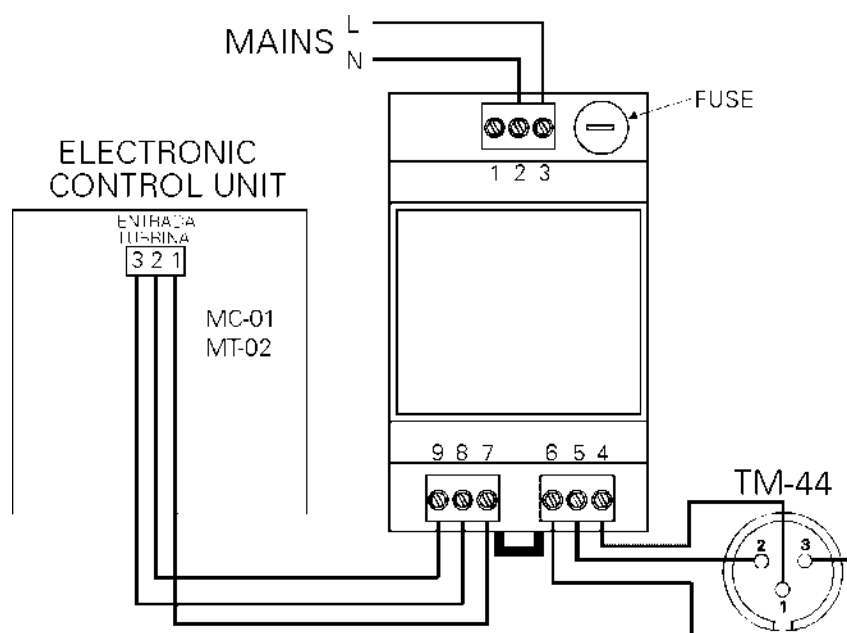 MAINS L
N
FUSE
1 2 3
ELECTRONIC
CONTROL UNIT
ENTRADA
TURBINA
3 2 1
MC-01
MT-02
9 8 7 6 5 4
TM-44
2 3
1